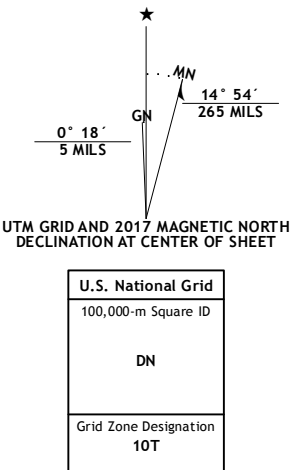 ★
MN
GN
14° 54´
265 MILS
0° 18´
5 MILS
UTM GRID AND 2017 MAGNETIC NORTH
DECLINATION AT CENTER OF SHEET
U.S. National Grid
100,000-m Square ID
DN
Grid Zone Designation
10T